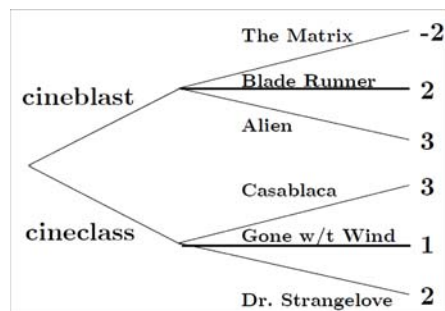 The Matrix -2
cineblast
Blade Runner 2
Alien 3
Casablaca 3
cineclass
Gone w/t Wind 1
Dr. Strangelove 2